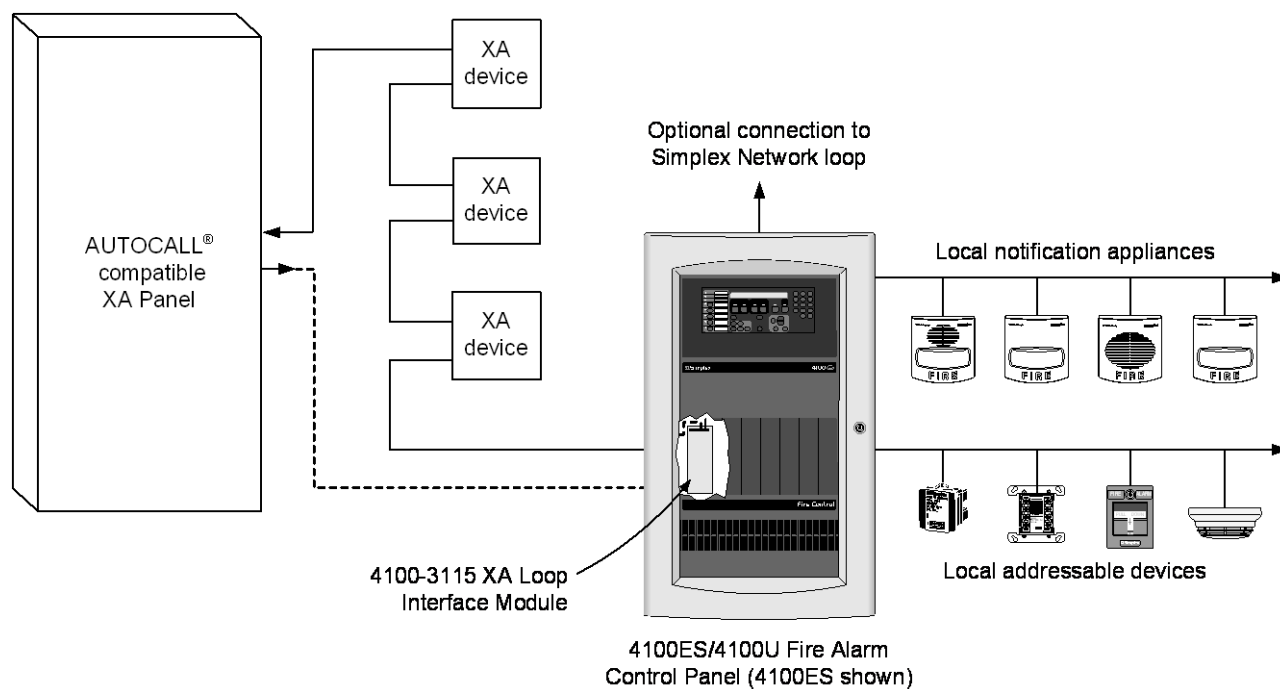 XA
device
XA
device
XA
device
AUTOCALL®
compatible
XA Panel
Optional connection to
Simplex Network loop
Local notification appliances
FIRE
FIRE
FIRE
FIRE
Simplex
4100
Fire Control
Local addressable devices
4100-3115 XA Loop
Interface Module
4100ES/4100U Fire Alarm
Control Panel (4100ES shown)